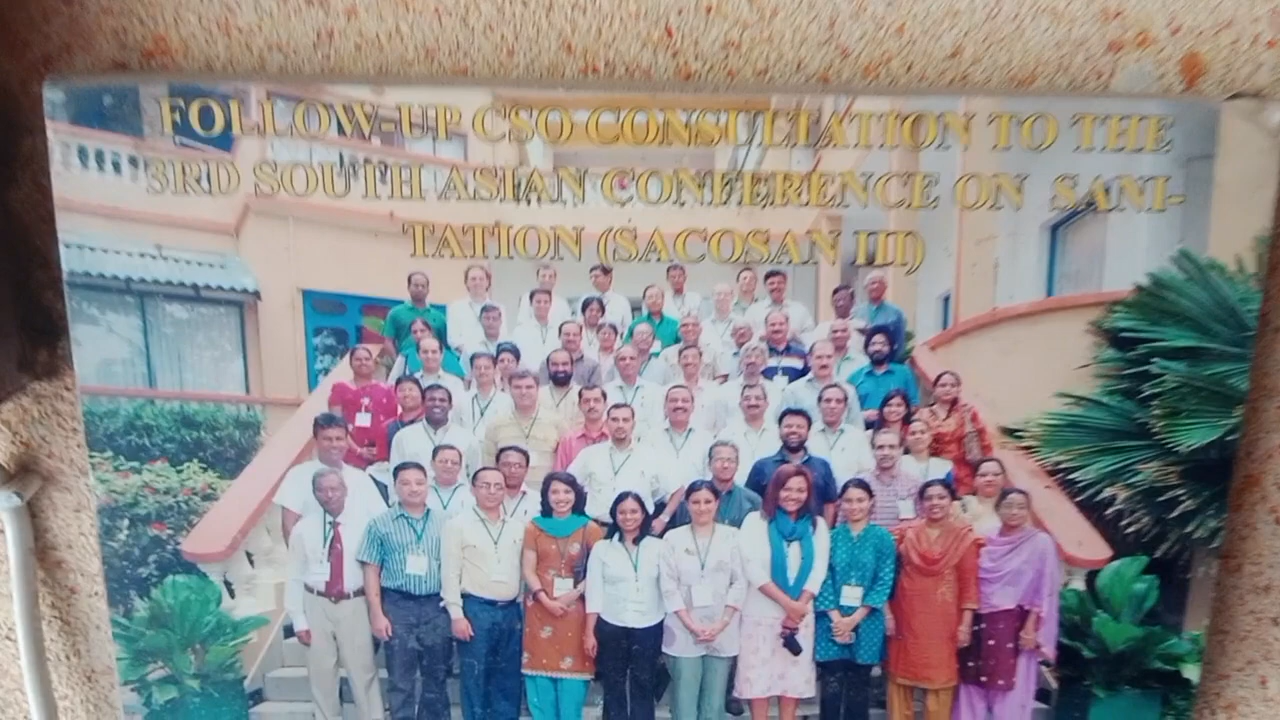 FOLLOW-UP CSO CONSULTATION TO THE
3RD SOUTH ASIAN CONFERENCE ON SANI-
TATION (SACOSAN III)